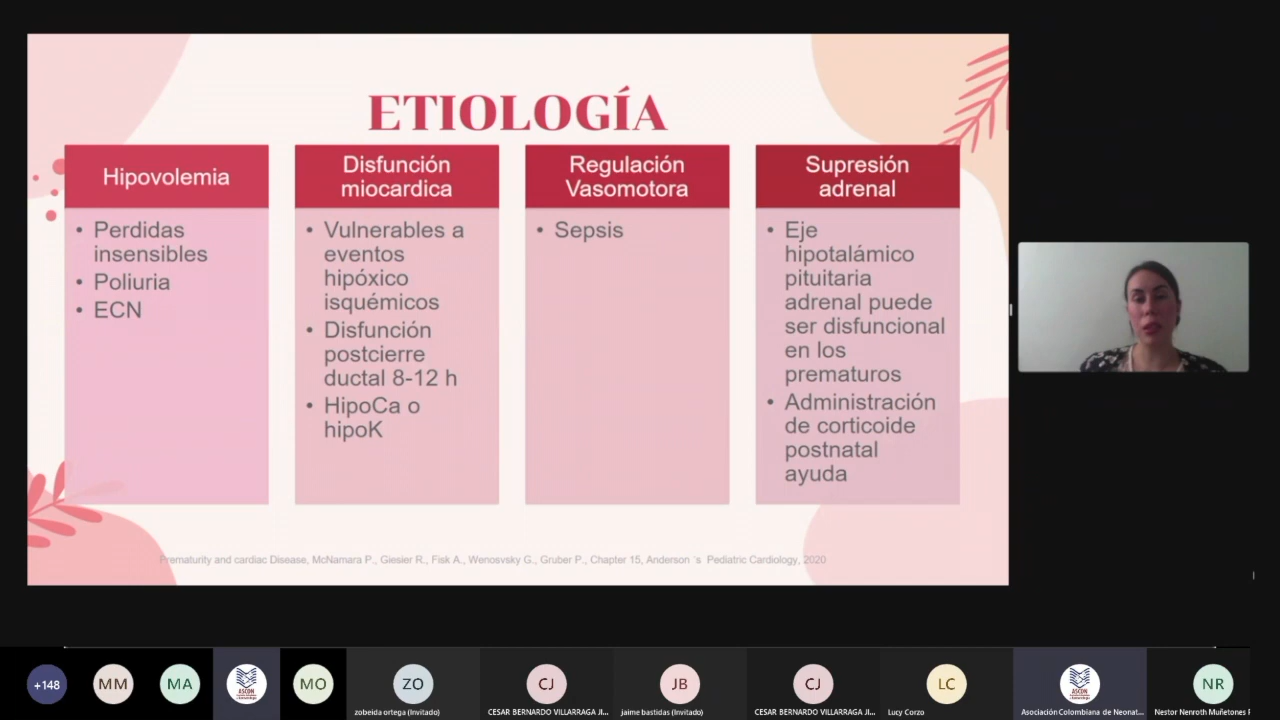 ETIOLOGÍA
Hipovolemia
• Perdidas
insensibles
• Poliuria
• ECN
Disfunción
miocardica
• Vulnerables a
eventos
hipóxico
isquémicos
• Disfunción
postcierre
ductal 8-12 h
• HipoCa o
hipoK
Regulación
Vasomotora
• Sepsis
Supresión
adrenal
• Eje
hipotalámico
pituitaria
adrenal puede
ser disfuncional
en los
prematuros
• Administración
de corticoide
postnatal
ayuda
Prematurity and cardiac Disease, McNamara P., Giesier R., Fisk A., Wenosvsky G., Gruber P., Chapter 15, Anderson ´s Pediatric Cardiology, 2020
+148
MM
MA
ASCON
MO
ZO
zobeida ortega (Invitado)
CJ
CESAR BERNARDO VILLARRAGA JI...
JB
jaime bastidas (Invitado)
CJ
CESAR BERNARDO VILLARRAGA JI...
LC
Lucy Corzo
ASCON
Asociación Colombiana de Neonat...
NR
Nestor Nenroth Muñetones